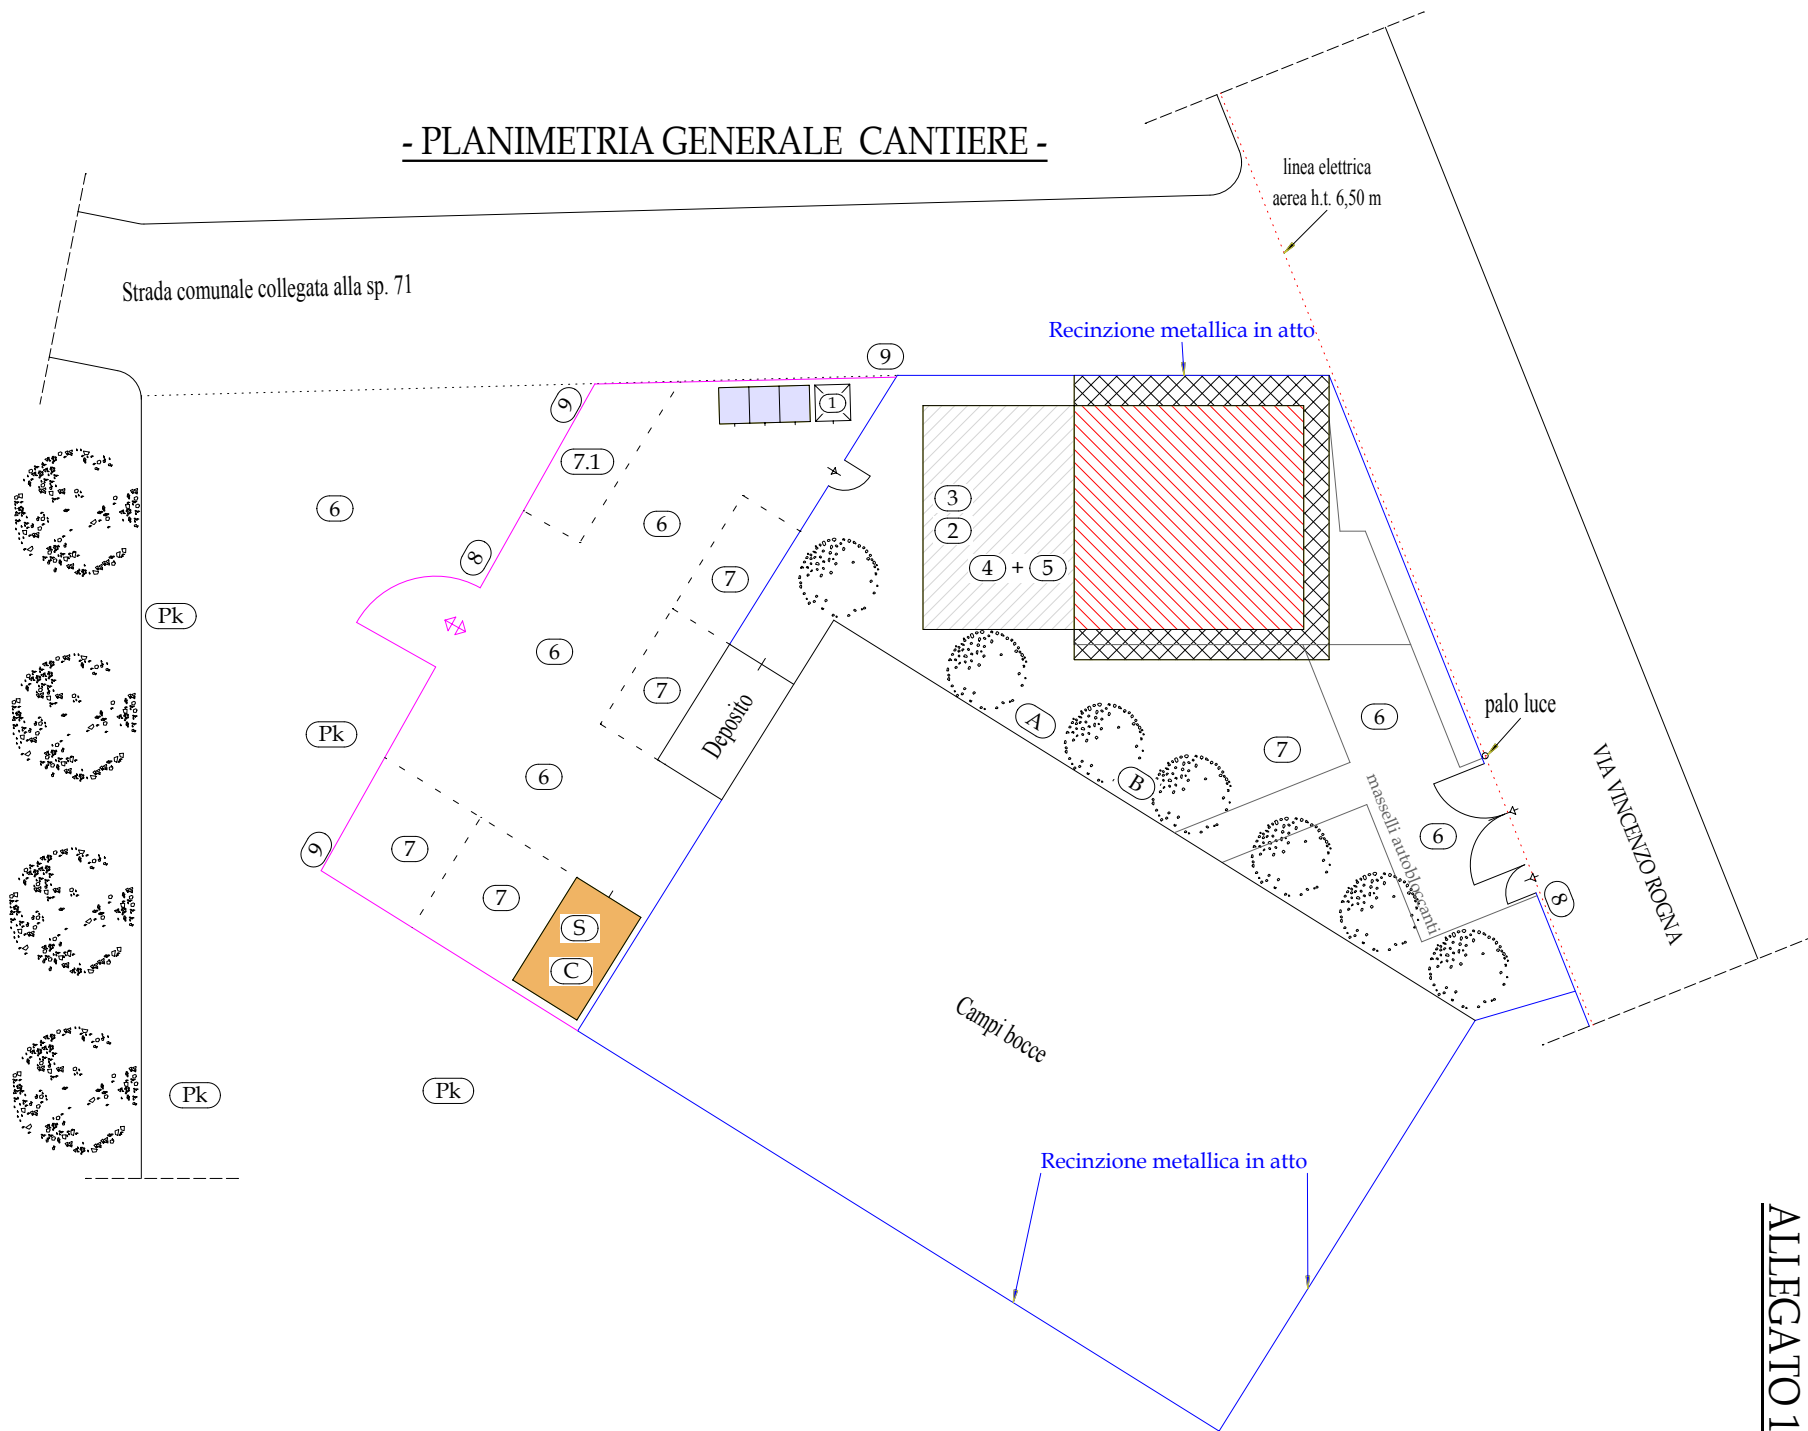 - PLANIMETRIA GENERALE CANTIERE -
linea elettrica
aerea h.t. 6,50 m
Strada comunale collegata alla sp. 71
Recinzione metallica in atto
9
9
1
7.1
3
6
6
2
8
4 + 5
7
Pk
6
7
A
6
palo luce
Pk
Deposito
7
6
B
VIA VINCENZO ROGNA
masselli autobloccanti
6
9
7
7
8
S
C
Campi bocce
Pk
Pk
Recinzione metallica in atto
ALLEGATO 1